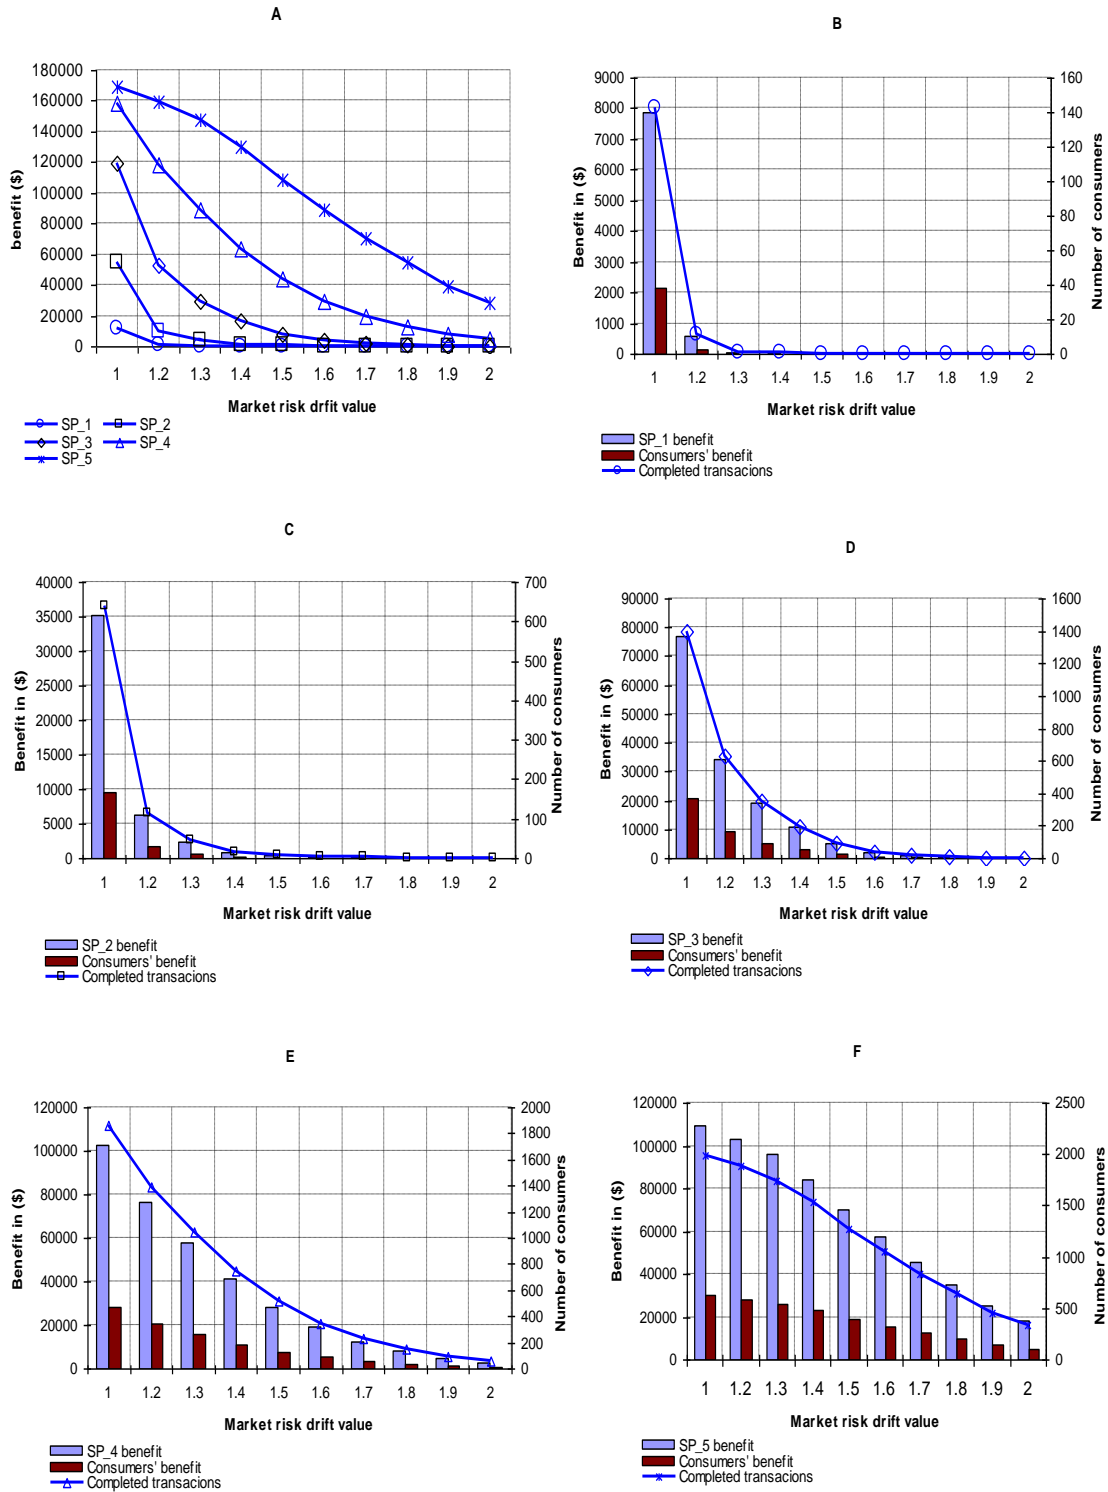 A
180000
160000
140000
120000
100000
80000
60000
40000
20000
0
benefit ($)
1 1.2 1.3 1.4 1.5 1.6 1.7 1.8 1.9 2
Market risk drfit value
SP_1 SP_2
SP_3 SP_4
SP_5
B
9000
8000
7000
6000
5000
4000
3000
2000
1000
0
Benefit in ($)
160
140
120
100
80
60
40
20
0
Number of consumers
1 1.2 1.3 1.4 1.5 1.6 1.7 1.8 1.9 2
Market risk drift value
SP_1 benefit
Consumers' benefit
Completed transacions
C
40000
35000
30000
25000
20000
15000
10000
5000
0
Benefit in ($)
700
600
500
400
300
200
100
0
Number of consumers
1 1.2 1.3 1.4 1.5 1.6 1.7 1.8 1.9 2
Market risk drift value
SP_2 benefit
Consumers' benefit
Completed transacions
D
90000
80000
70000
60000
50000
40000
30000
20000
10000
0
Benefit in ($)
1600
1400
1200
1000
800
600
400
200
0
Number of consumers
1 1.2 1.3 1.4 1.5 1.6 1.7 1.8 1.9 2
Market risk drift value
SP_3 benefit
Consumers' benefit
Completed transacions
E
120000
100000
80000
60000
40000
20000
0
Benefit in ($)
2000
1800
1600
1400
1200
1000
800
600
400
200
0
Number of consumers
1 1.2 1.3 1.4 1.5 1.6 1.7 1.8 1.9 2
Market risk drift value
SP_4 benefit
Consumers' benefit
Completed transacions
F
120000
100000
80000
60000
40000
20000
0
Benefit in ($)
2500
2000
1500
1000
500
0
Number of consumers
1 1.2 1.3 1.4 1.5 1.6 1.7 1.8 1.9 2
Market risk drift value
SP_5 benefit
Consumers' benefit
Completed transacions